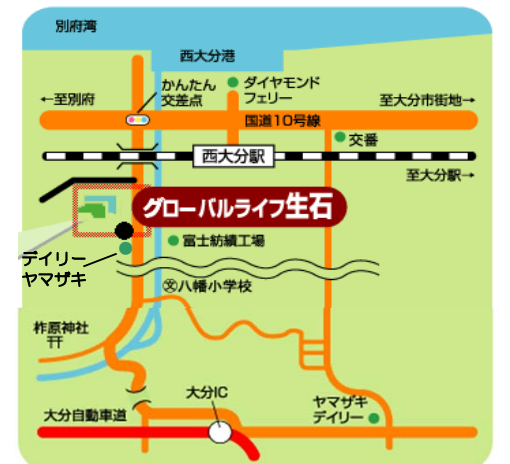 別府湾
西大分港
かんたん
交差点
ダイヤモンド
フェリー
←至別府
至大分市街地→
国道10号線
交番
西大分駅
至大分駅→
グローバルライフ生石
デイリー
ヤマザキ
富士紡績工場
文八幡小学校
柞原神社
大分IC
ヤマザキ
デイリー
大分自動車道